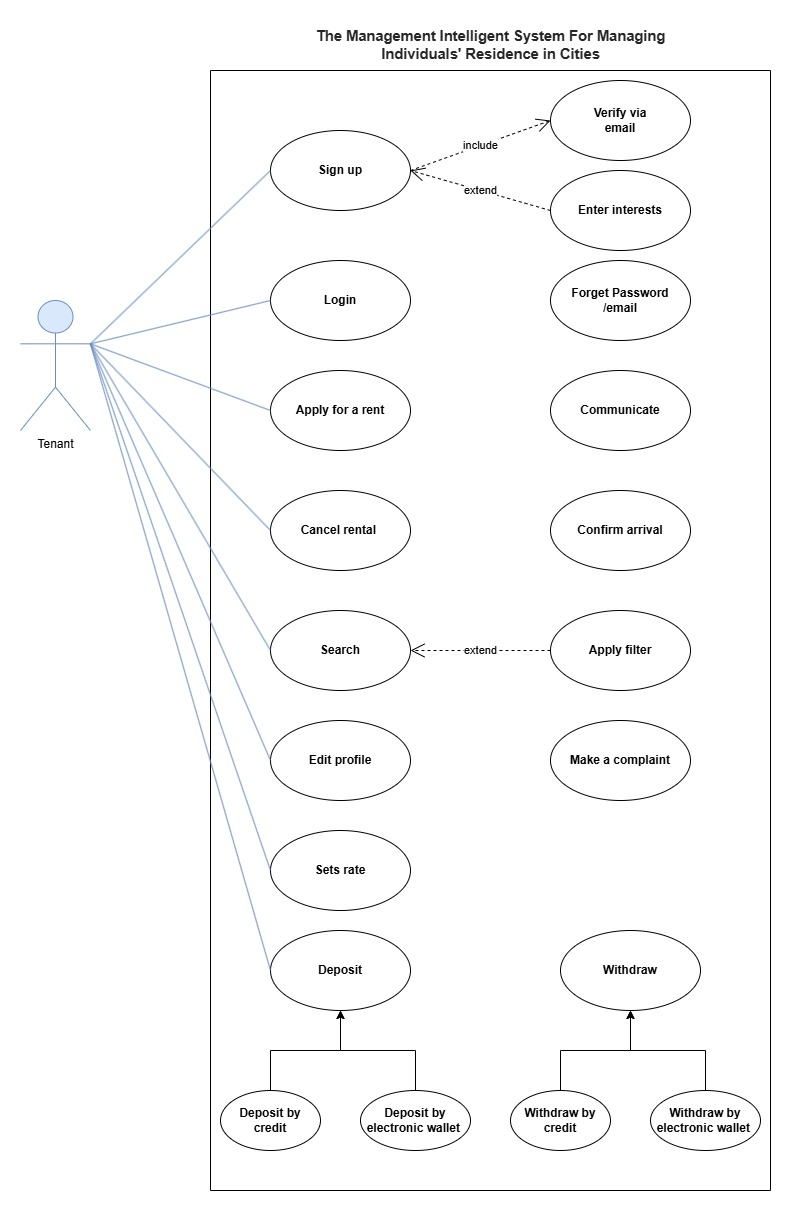 The Management Intelligent System For Managing
Individuals' Residence in Cities
Verify via
email
include
Sign up
extend
Enter interests
Login
Forget Password
/email
Apply for a rent
Communicate
Tenant
Cancel rental
Confirm arrival
Search
extend
Apply filter
Edit profile
Make a complaint
Sets rate
Deposit
Withdraw
Deposit by
credit
Deposit by
electronic wallet
Withdraw by
credit
Withdraw by
electronic wallet